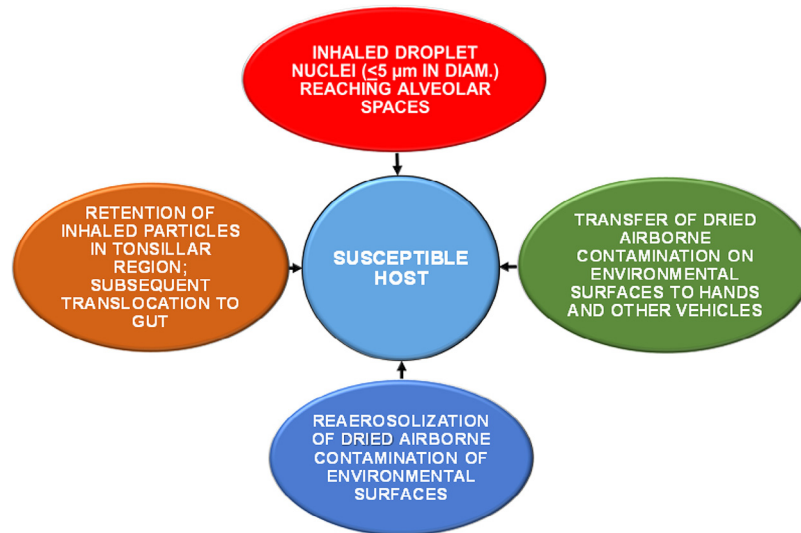 INHALED DROPLET
NUCLEI (≤5 µm IN DIAM.)
REACHING ALVEOLAR
SPACES
RETENTION OF
INHALED PARTICLES
IN TONSILLAR
REGION;
SUBSEQUENT
TRANSLOCATION TO
GUT
SUSCEPTIBLE
HOST
TRANSFER OF DRIED
AIRBORNE
CONTAMINATION ON
ENVIRONMENTAL
SURFACES TO HANDS
AND OTHER VEHICLES
REAEROSOLIZATION
OF DRIED AIRBORNE
CONTAMINATION OF
ENVIRONMENTAL
SURFACES